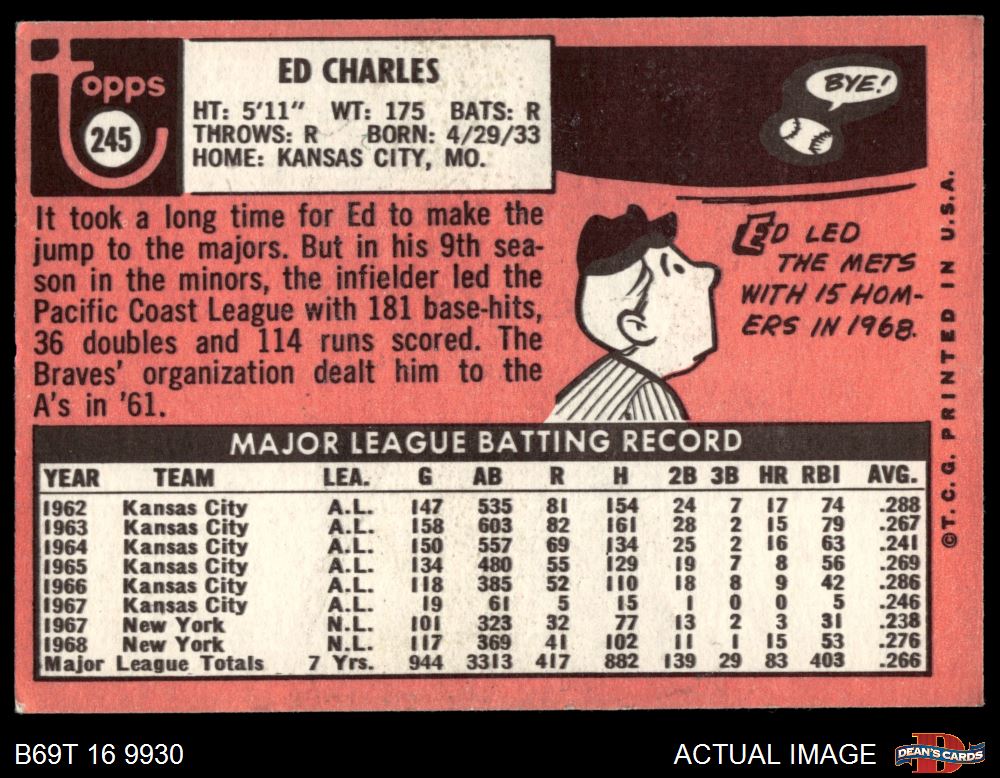 topps
245
ED CHARLES
HT: 5'11" WT: 175 BATS: R
THROWS: R BORN: 4/29/33
HOME: KANSAS CITY, MO.
It took a long time for Ed to make the
jump to the majors. But in his 9th sea-
son in the minors, the infielder led the
Pacific Coast League with 181 base-hits,
36 doubles and 114 runs scored. The
Braves' organization dealt him to the
A's in '61.
BYE!
ED LED
THE METS
WITH 15 HOM-
ERS IN 1968.
©T. C. G. PRINTED IN U.S.A.
MAJOR LEAGUE BATTING RECORD
YEAR TEAM LEA. G AB R H 2B 3B HR RBI AVG.
1962 Kansas City A.L. 147 535 81 154 24 7 17 74 .288
1963 Kansas City A.L. 158 603 82 161 28 2 15 79 .267
1964 Kansas City A.L. 150 557 69 134 25 2 16 63 .241
1965 Kansas City A.L. 134 480 55 129 19 7 8 56 .269
1966 Kansas City A.L. 118 385 52 110 18 8 9 42 .286
1967 Kansas City A.L. 19 61 5 15 1 0 0 5 .246
1967 New York N.L. 101 323 32 77 13 2 3 31 .238
1968 New York N.L. 117 369 41 102 11 1 15 53 .276
Major League Totals 7 Yrs. 944 3313 417 882 139 29 83 403 .266
B69T 16 9930
ACTUAL IMAGE
D
DEAN'S CARDS